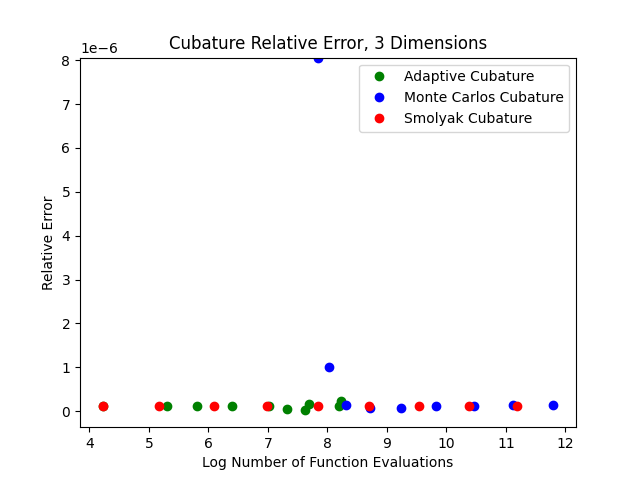 Cubature Relative Error, 3 Dimensions
1e−6
8
7
6
5
4
3
2
1
0
Relative Error
Adaptive Cubature
Monte Carlos Cubature
Smolyak Cubature
4 5 6 7 8 9 10 11 12
Log Number of Function Evaluations